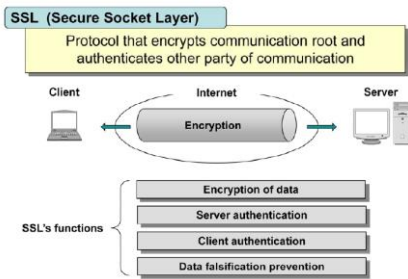 SSL (Secure Socket Layer)
Protocol that encrypts communication root and
authenticates other party of communication
Client
Internet
Server
Encryption
SSL's functions
Encryption of data
Server authentication
Client authentication
Data falsification prevention